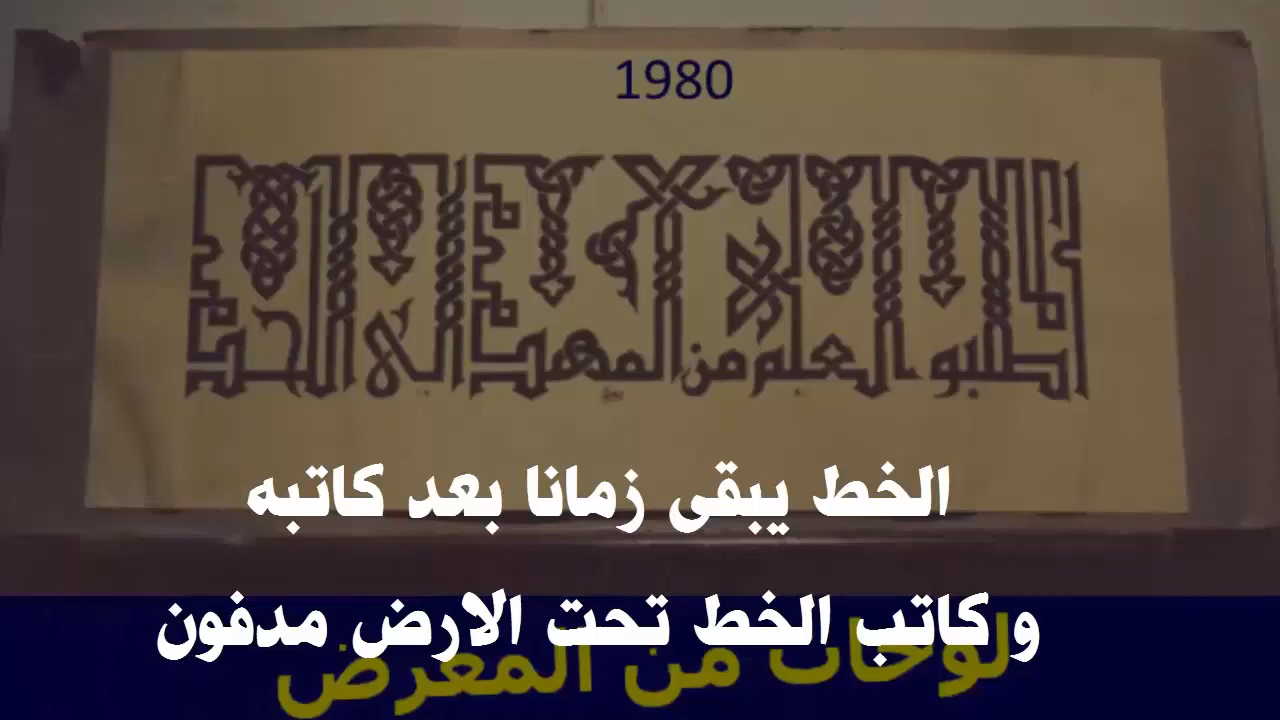 1980
اطلبو العلم من المهد الى اللحد
الخط يبقى زمانا بعد كاتبه
وكاتب الخط تحت الارض مدفون
لوحات من المعرض